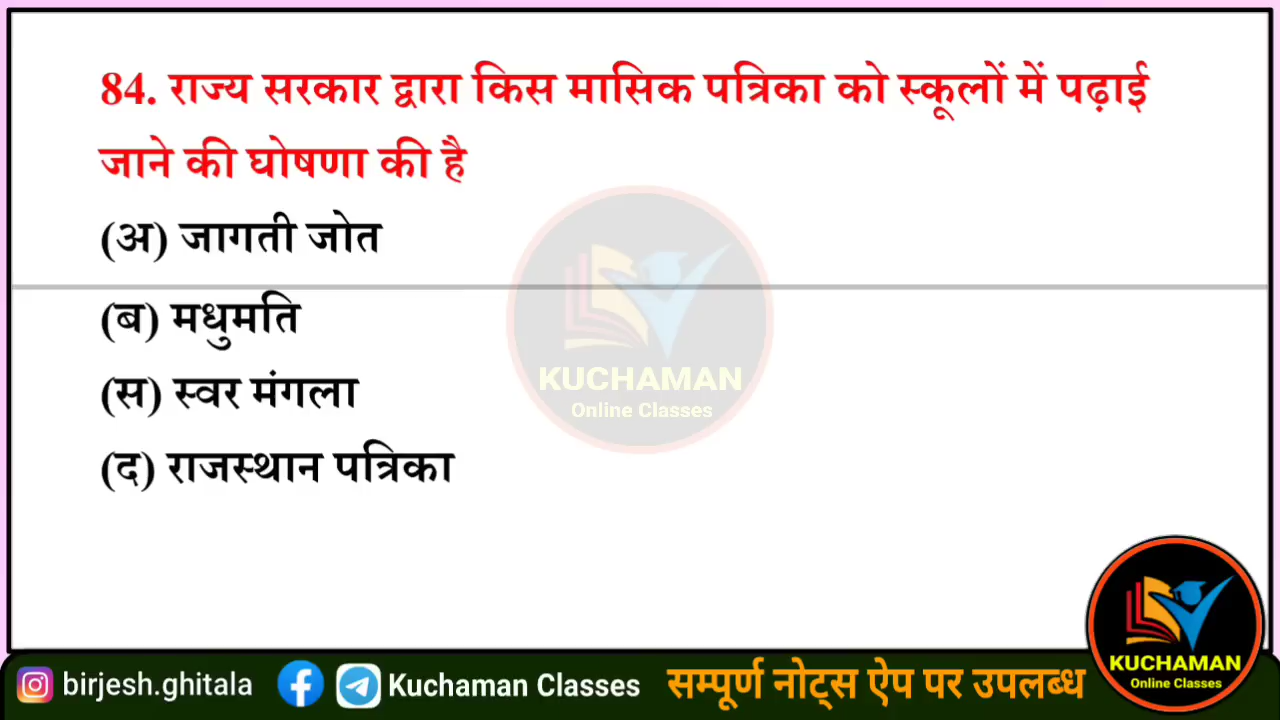 84. राज्य सरकार द्वारा किस मासिक पत्रिका को स्कूलों में पढ़ाई
जाने की घोषणा की है
(अ) जागती जोत
(ब) मधुमति
(स) स्वर मंगला
(द) राजस्थान पत्रिका
KUCHAMAN
Online Classes
birjesh.ghitala
Kuchaman Classes
सम्पूर्ण नोट्स ऐप पर उपलब्ध
KUCHAMAN
Online Classes